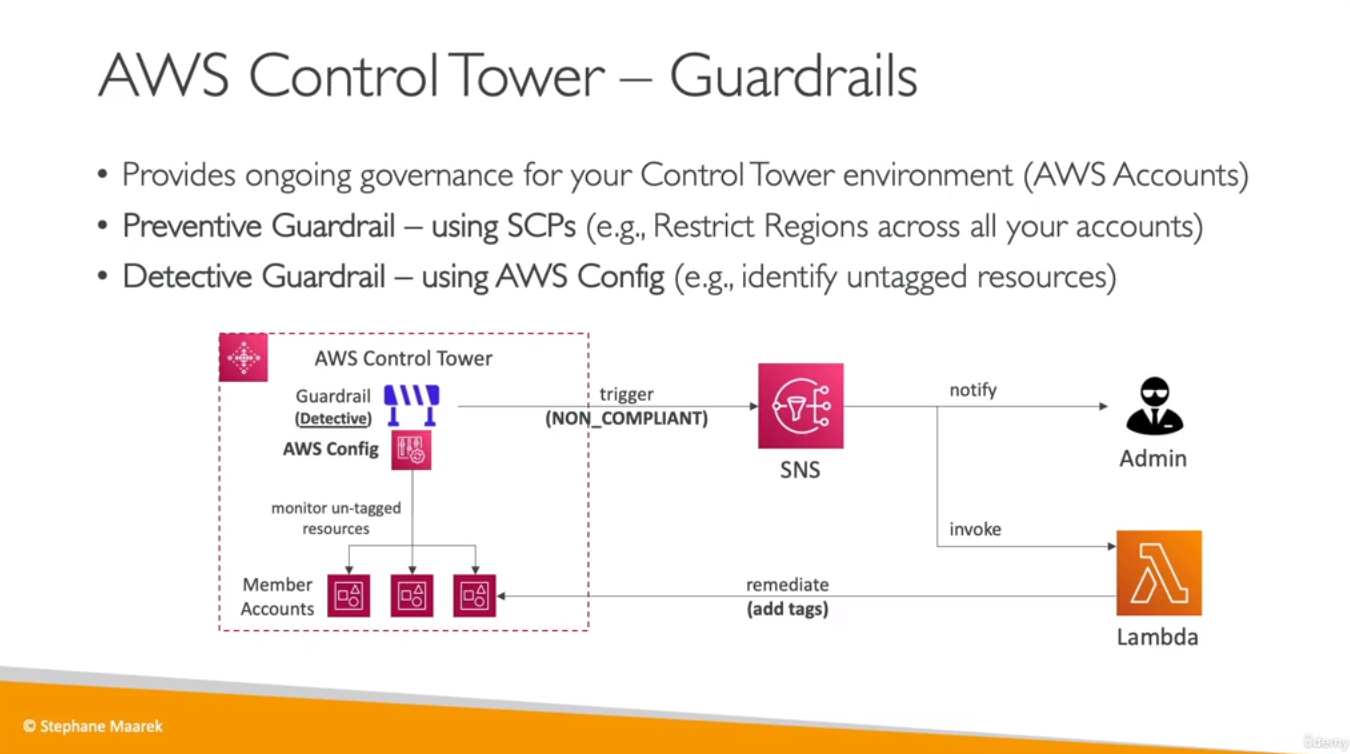 AWS Control Tower – Guardrails
• Provides ongoing governance for your Control Tower environment (AWS Accounts)
• Preventive Guardrail – using SCPs (e.g., Restrict Regions across all your accounts)
• Detective Guardrail – using AWS Config (e.g., identify untagged resources)
AWS Control Tower
Guardrail
(Detective)
AWS Config
trigger
(NON_COMPLIANT)
SNS
notify
Admin
monitor un-tagged
resources
invoke
Member
Accounts
remediate
(add tags)
Lambda
© Stephane Maarek
ûdemy